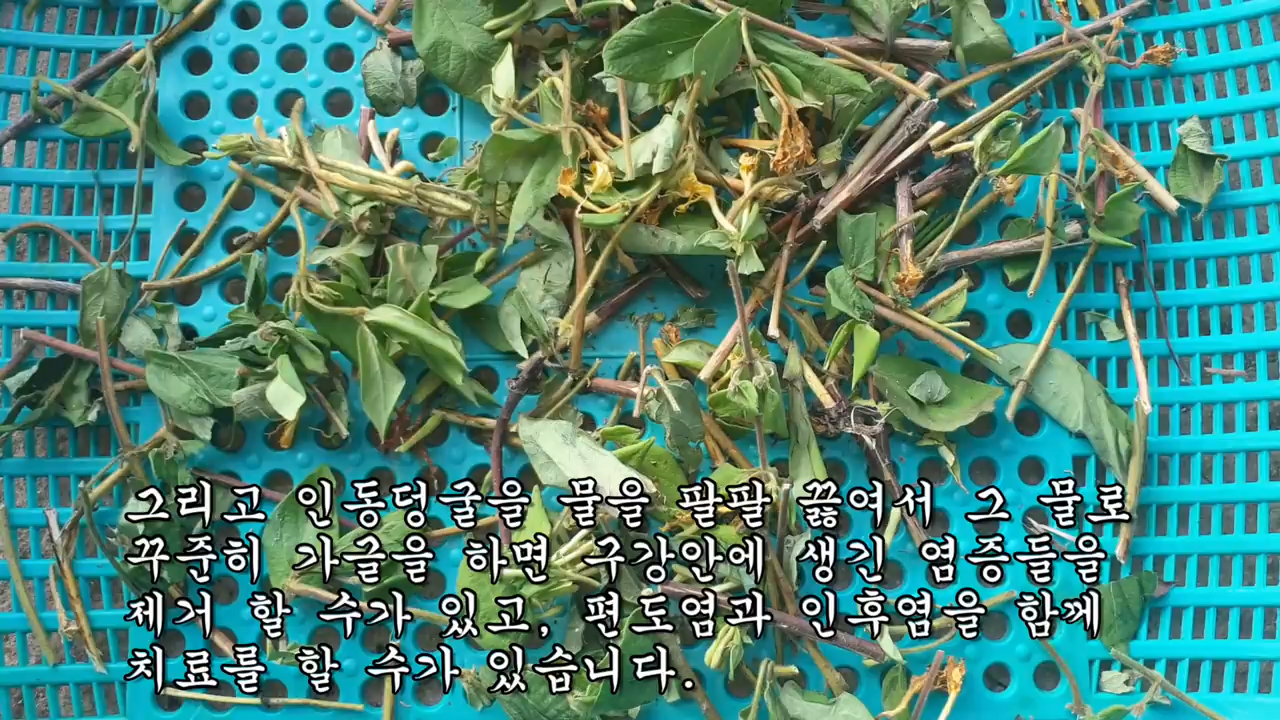 그리고 인동덩굴을 물을 팔팔 끓여서 그 물로
꾸준히 가글을 하면 구강안에 생긴 염증들을
제거 할 수가 있고, 편도염과 인후염을 함께
치료를 할 수가 있습니다.